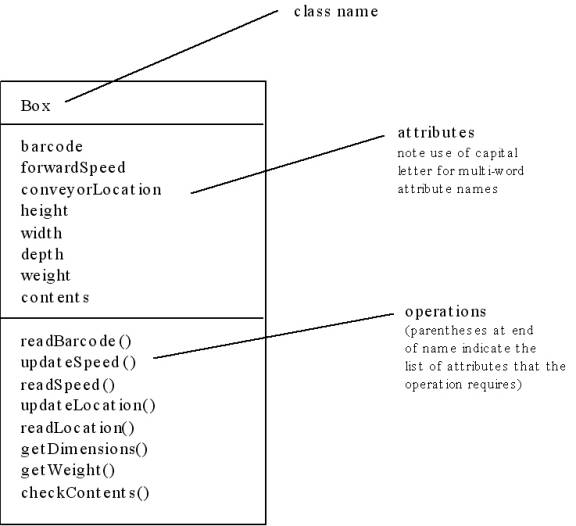 class name
Box
barcode
forwardSpeed
conveyorLocation
height
width
depth
weight
contents
attributes
note use of capital
letter for multi-word
attribute names
readBarcode()
updateSpeed()
readSpeed()
updateLocation()
readLocation()
getDimensions()
getWeight()
checkContents()
operations
(parentheses at end
of name indicate the
list of attributes that the
operation requires)